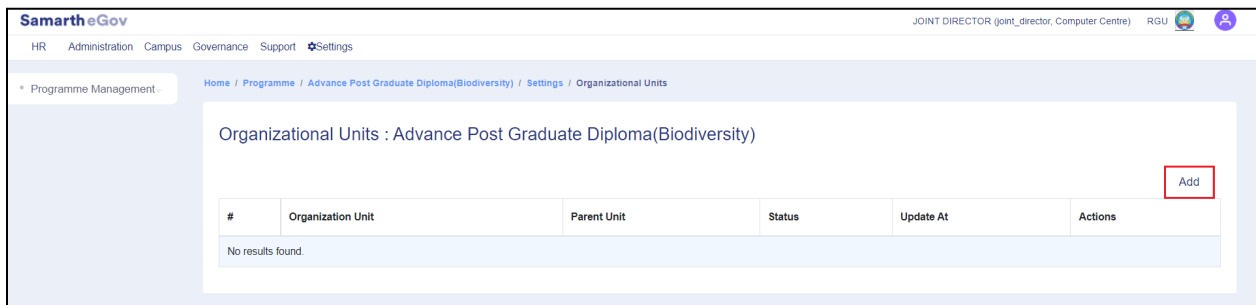 Samarth eGov
JOINT DIRECTOR (joint_director, Computer Centre) RGU
HR Administration Campus Governance Support Settings
Programme Management
Home / Programme / Advance Post Graduate Diploma(Biodiversity) / Settings / Organizational Units
Organizational Units : Advance Post Graduate Diploma(Biodiversity)
Add
# Organization Unit Parent Unit Status Update At Actions
No results found.